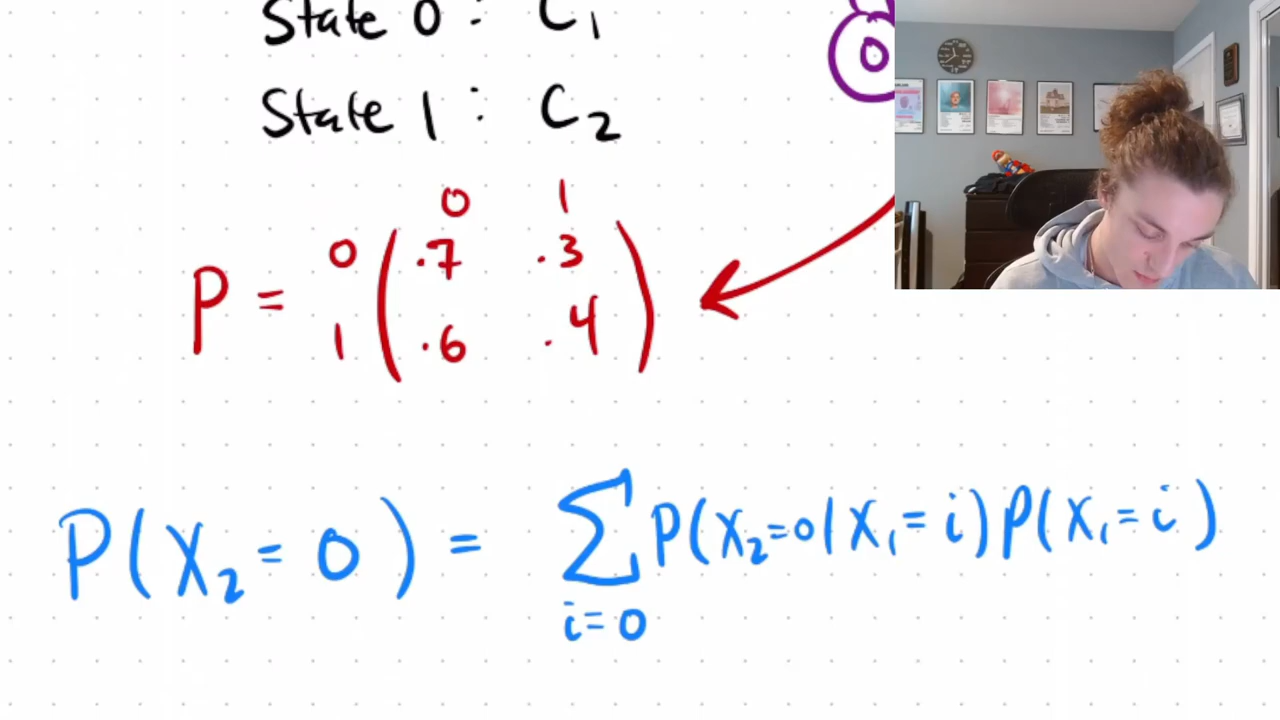 State 0 : C₁
State 1 : C₂
0 1
P = 0 ( .7 .3
1 .6 .4 )
P(X₂ = 0) = ∑ P(X₂=0|X₁=i)P(X₁=i)
i=0
0